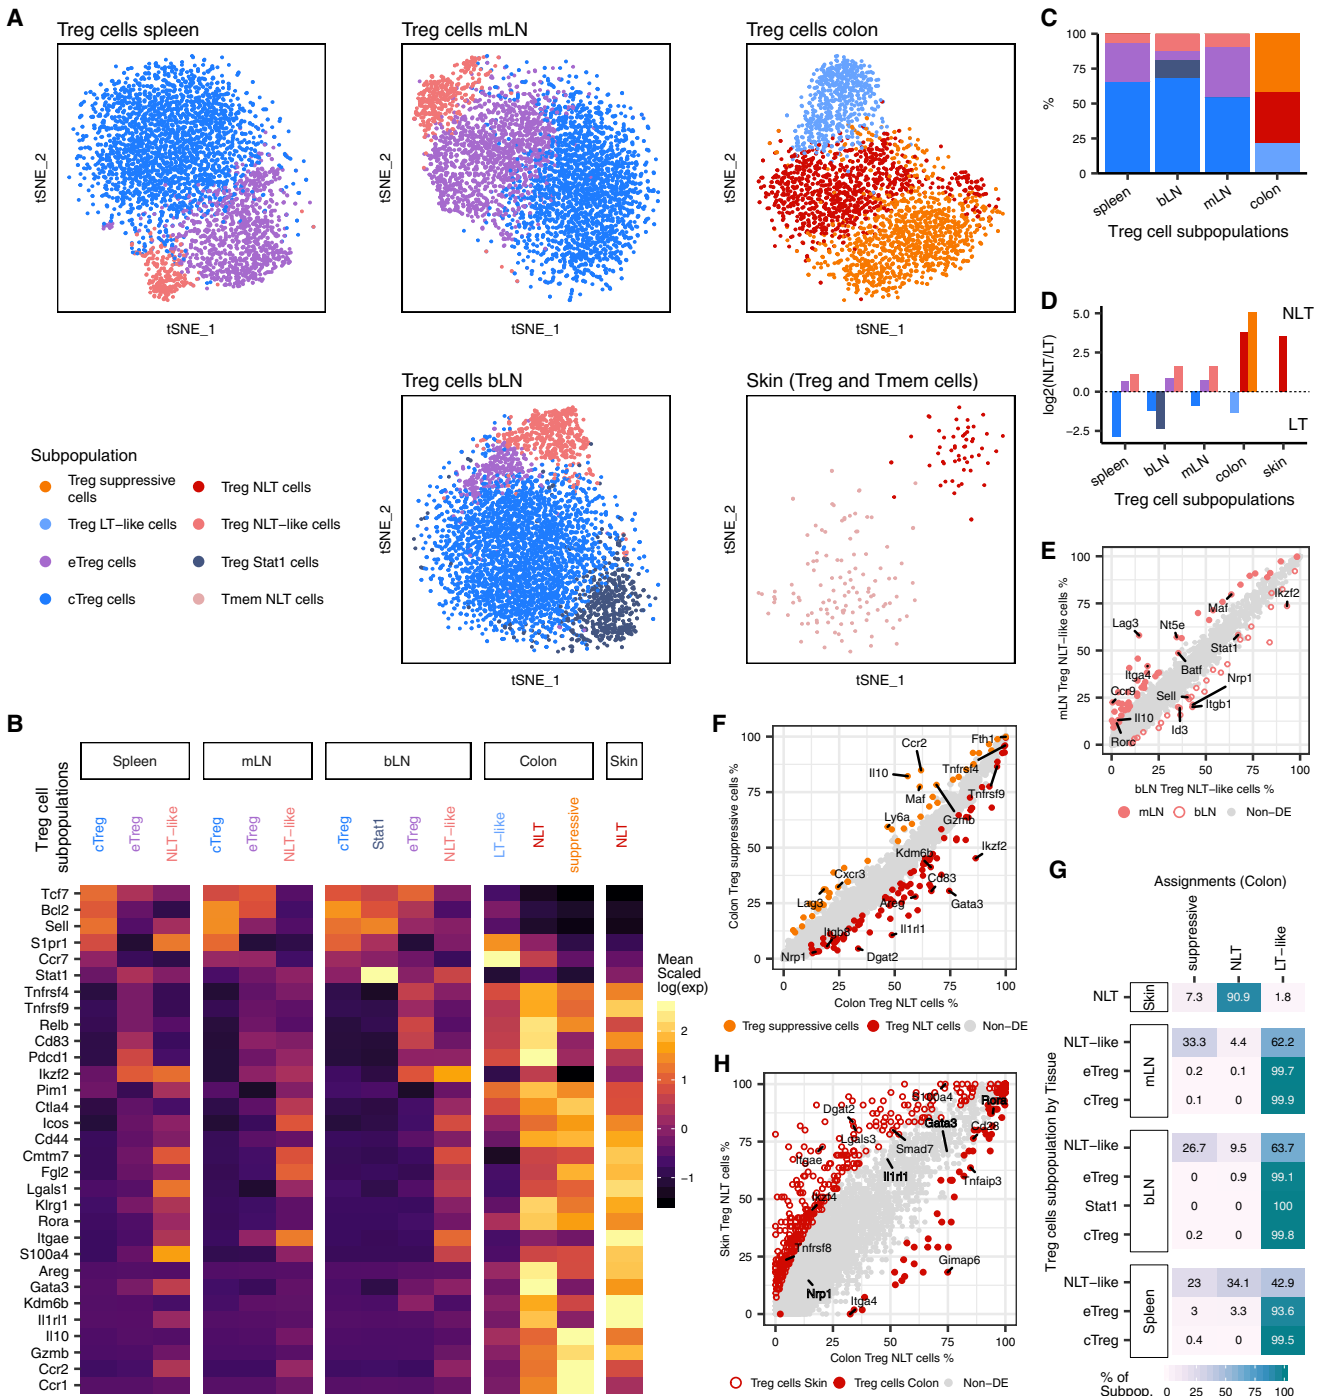 A
Treg cells spleen
tSNE_2
tSNE_1
Treg cells mLN
tSNE_2
tSNE_1
Treg cells colon
tSNE_2
tSNE_1
Treg cells bLN
tSNE_2
tSNE_1
Skin (Treg and Tmem cells)
tSNE_2
tSNE_1
Subpopulation
Treg suppressive
cells
Treg NLT cells
Treg LT−like cells
Treg NLT−like cells
eTreg cells
Treg Stat1 cells
cTreg cells
Tmem NLT cells
C
100
75
50
25
0
%
spleen
bLN
mLN
colon
Treg cell subpopulations
D
5.0
2.5
0.0
−2.5
log2(NLT/LT)
NLT
LT
spleen
bLN
mLN
colon
skin
Treg cell subpopulations
E
100
75
50
25
0
mLN Treg NLT−like cells %
Ikzf2
Maf
Lag3
Nt5e
Stat1
Batf
Itga4
Nrp1
Ccr9
Sell
Itgb1
Il10
Id3
Rorc
0
25
50
75
100
bLN Treg NLT−like cells %
mLN
bLN
Non−DE
B
Treg cell
subpopulations
Spleen
mLN
bLN
Colon
Skin
cTreg
eTreg
NLT−like
cTreg
eTreg
NLT−like
cTreg
Stat1
eTreg
NLT−like
LT−like
NLT
suppressive
NLT
Tcf7
Bcl2
Sell
S1pr1
Ccr7
Stat1
Tnfrsf4
Tnfrsf9
Relb
Cd83
Pdcd1
Ikzf2
Pim1
Ctla4
Icos
Cd44
Cmtm7
Fgl2
Lgals1
Klrg1
Rora
Itgae
S100a4
Areg
Gata3
Kdm6b
Il1rl1
Il10
Gzmb
Ccr2
Ccr1
Mean
Scaled
log(exp)
2
1
0
−1
F
100
75
50
25
0
Colon Treg suppressive cells %
Fth1
Ccr2
Il10
Tnfrsf4
Maf
Tnfrsf9
Ly6a
Gzmb
Ikzf2
Kdm6b
Cxcr3
Cd83
Lag3
Areg
Gata3
Itgb8
Il1rl1
Nrp1
Dgat2
0
25
50
75
100
Colon Treg NLT cells %
Treg suppressive cells
Treg NLT cells
Non−DE
H
100
75
50
25
0
Skin Treg NLT cells %
S100a4
Rora
Dgat2
Gata3
Cd28
Lgals3
Smad7
Itgae
Il1rl1
Tnfaip3
Ikzf4
Tnfrsf8
Gimap6
Nrp1
Itga4
0
25
50
75
100
Colon Treg NLT cells %
Treg cells Skin
Treg cells Colon
Non−DE
G
Assignments (Colon)
suppressive
NLT
LT−like
Treg cells subpopulation by Tissue
Skin
NLT 7.3 90.9 1.8
mLN
NLT−like 33.3 4.4 62.2
eTreg 0.2 0.1 99.7
cTreg 0.1 0 99.9
bLN
NLT−like 26.7 9.5 63.7
eTreg 0 0.9 99.1
Stat1 0 0 100
cTreg 0.2 0 99.8
Spleen
NLT−like 23 34.1 42.9
eTreg 3 3.3 93.6
cTreg 0.4 0 99.5
% of
Subpop.
0
25
50
75
100